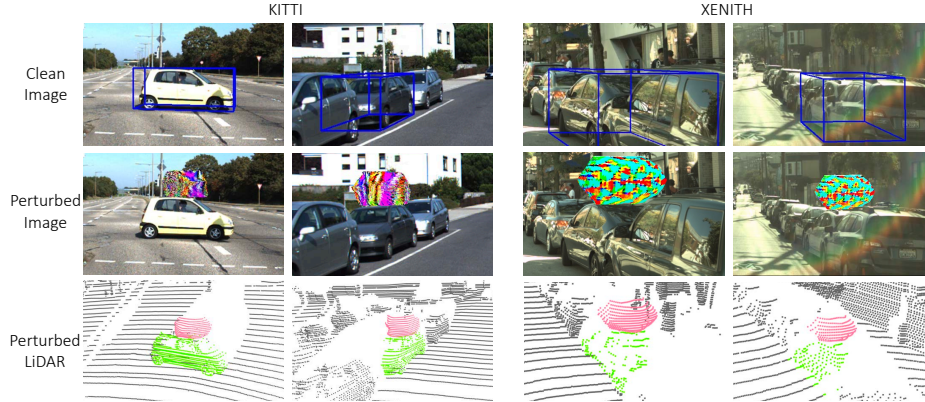 KITTI
XENITH
Clean
Image
Perturbed
Image
Perturbed
LiDAR